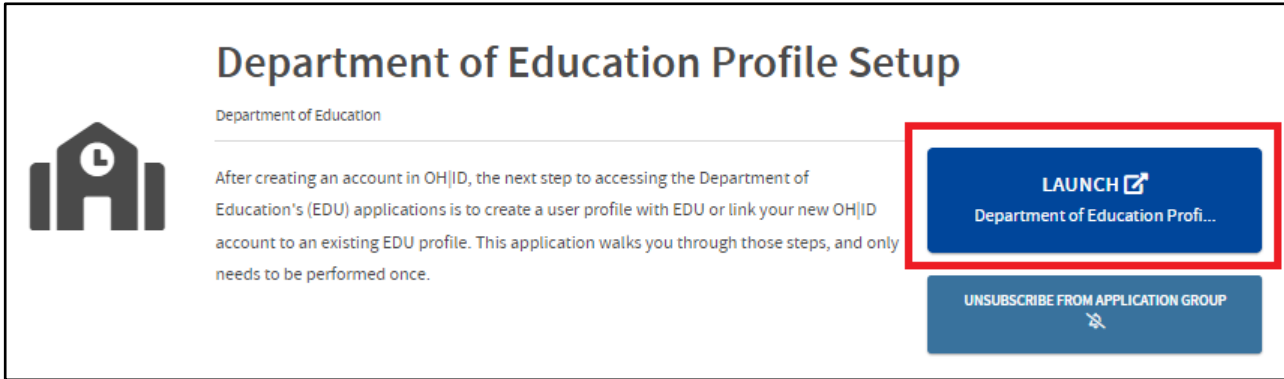 Department of Education Profile Setup
Department of Education
After creating an account in OH|ID, the next step to accessing the Department of
Education's (EDU) applications is to create a user profile with EDU or link your new OH|ID
account to an existing EDU profile. This application walks you through those steps, and only
needs to be performed once.
LAUNCH
Department of Education Profi...
UNSUBSCRIBE FROM APPLICATION GROUP